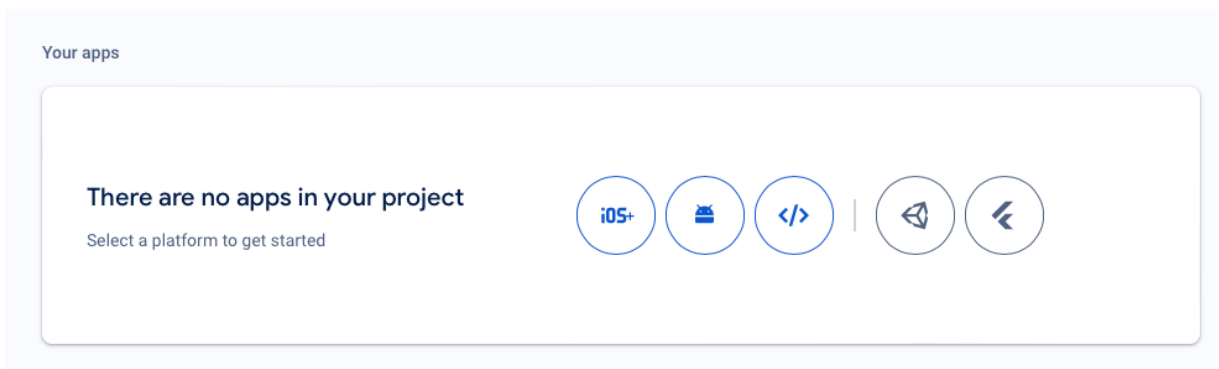 Your apps
There are no apps in your project
Select a platform to get started
iOS+
</>